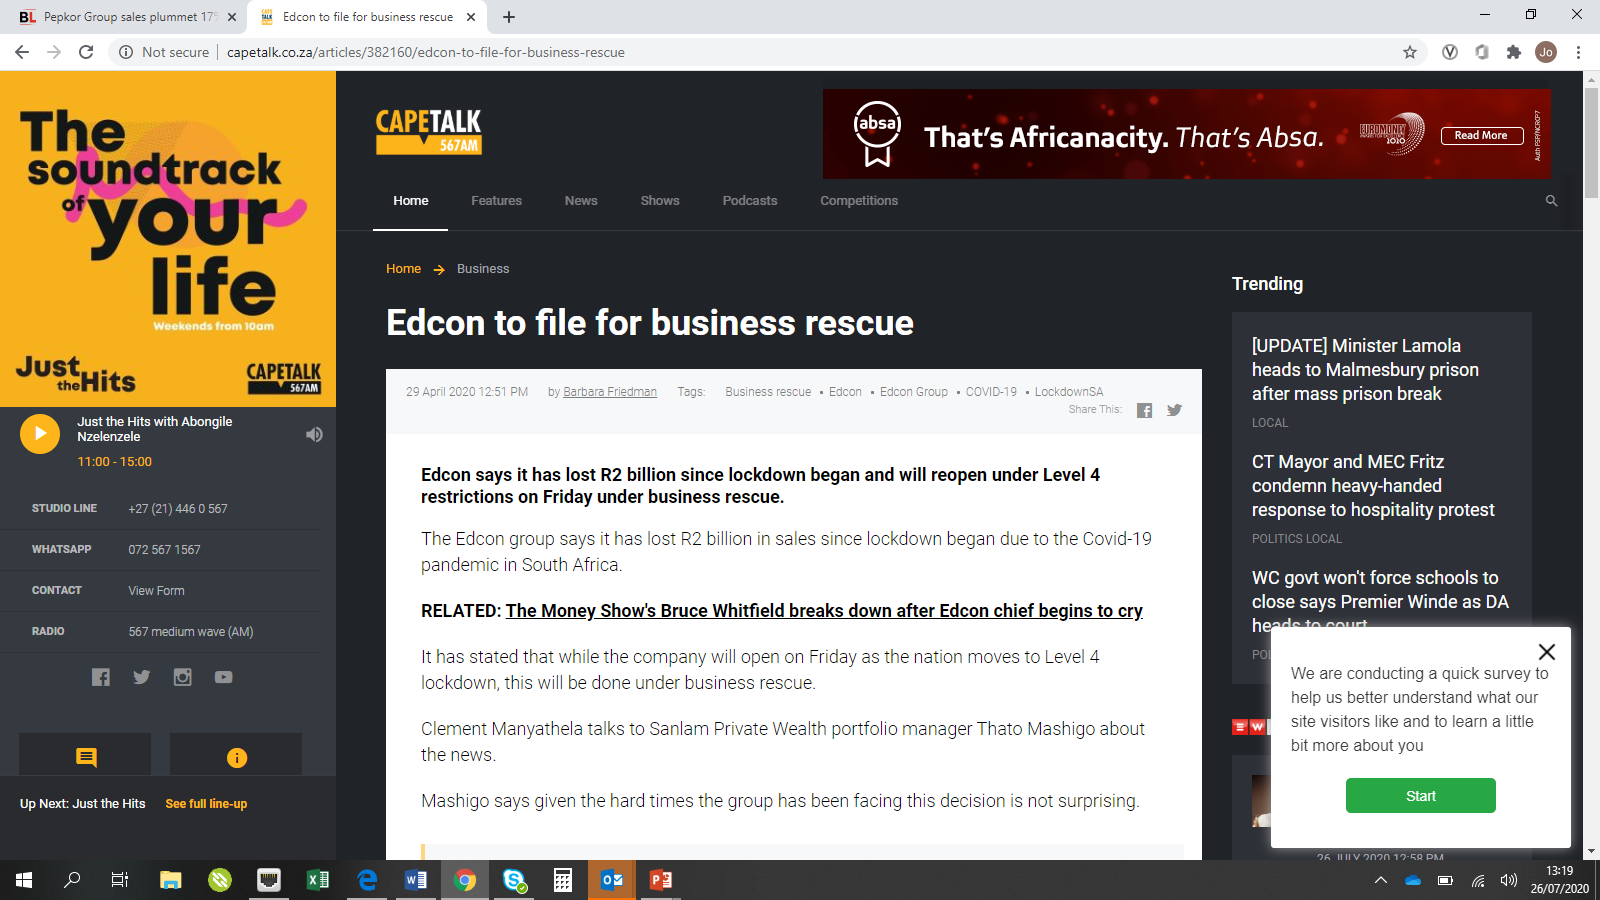 Pepkor Group sales plummet 175
Edcon to file for business rescue
Not secure
capetalk.co.za/articles/382160/edcon-to-file-for-business-rescue
Jo
The
soundtrack
of your
life
Weekends from 10am
Just
the Hits
CAPETALK
567AM
Just the Hits with Abongile
Nzelenzele
11:00 - 15:00
STUDIO LINE +27 (21) 446 0 567
WHATSAPP 072 567 1567
CONTACT View Form
RADIO 567 medium wave (AM)
Up Next: Just the Hits See full line-up
CAPETALK
567AM
absa
That's Africanacity. That's Absa.
EUROMONEY
2020
Read More
Home Features News Shows Podcasts Competitions
Home → Business
Edcon to file for business rescue
29 April 2020 12:51 PM by Barbara Friedman Tags: Business rescue • Edcon • Edcon Group • COVID-19 • LockdownSA
Share This:
Edcon says it has lost R2 billion since lockdown began and will reopen under Level 4
restrictions on Friday under business rescue.
The Edcon group says it has lost R2 billion in sales since lockdown began due to the Covid-19
pandemic in South Africa.
RELATED: The Money Show's Bruce Whitfield breaks down after Edcon chief begins to cry
It has stated that while the company will open on Friday as the nation moves to Level 4
lockdown, this will be done under business rescue.
Clement Manyathela talks to Sanlam Private Wealth portfolio manager Thato Mashigo about
the news.
Mashigo says given the hard times the group has been facing this decision is not surprising.
Trending
[UPDATE] Minister Lamola
heads to Malmesbury prison
after mass prison break
LOCAL
CT Mayor and MEC Fritz
condemn heavy-handed
response to hospitality protest
POLITICS LOCAL
WC govt won't force schools to
close says Premier Winde as DA
heads to court
We are conducting a quick survey to
help us better understand what our
site visitors like and to learn a little
bit more about you
Start
26 JULY 2020 12:58 PM
13:19
26/07/2020